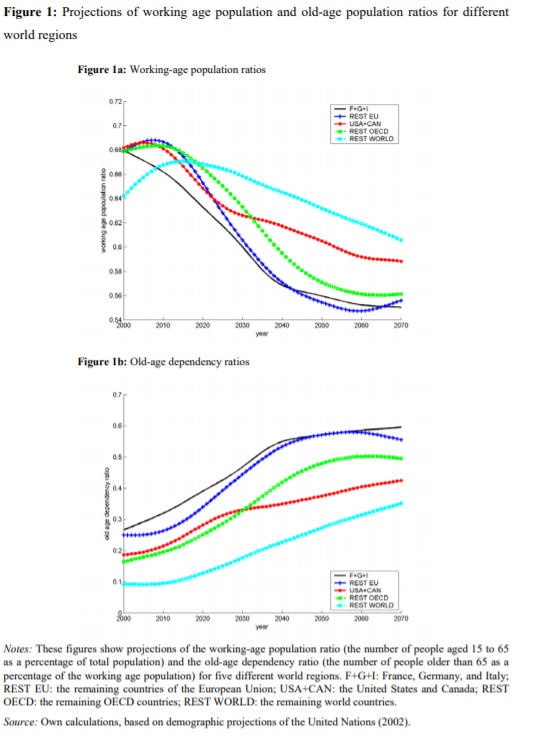 Figure 1: Projections of working age population and old-age population ratios for different
world regions
Figure 1a: Working-age population ratios
0.72
0.7
0.68
0.66
0.64
0.62
0.6
0.58
0.56
0.54
working age population ratio
2000 2010 2020 2030 2040 2050 2060 2070
year
F+G+I
REST EU
USA+CAN
REST OECD
REST WORLD
Figure 1b: Old-age dependency ratios
0.7
0.6
0.5
0.4
0.3
0.2
0.1
0
old age dependency ratio
2000 2010 2020 2030 2040 2050 2060 2070
year
F+G+I
REST EU
USA+CAN
REST OECD
REST WORLD
Notes: These figures show projections of the working-age population ratio (the number of people aged 15 to 65
as a percentage of total population) and the old-age dependency ratio (the number of people older than 65 as a
percentage of the working age population) for five different world regions. F+G+I: France, Germany, and Italy;
REST EU: the remaining countries of the European Union; USA+CAN: the United States and Canada; REST
OECD: the remaining OECD countries; REST WORLD: the remaining world countries.
Source: Own calculations, based on demographic projections of the United Nations (2002).